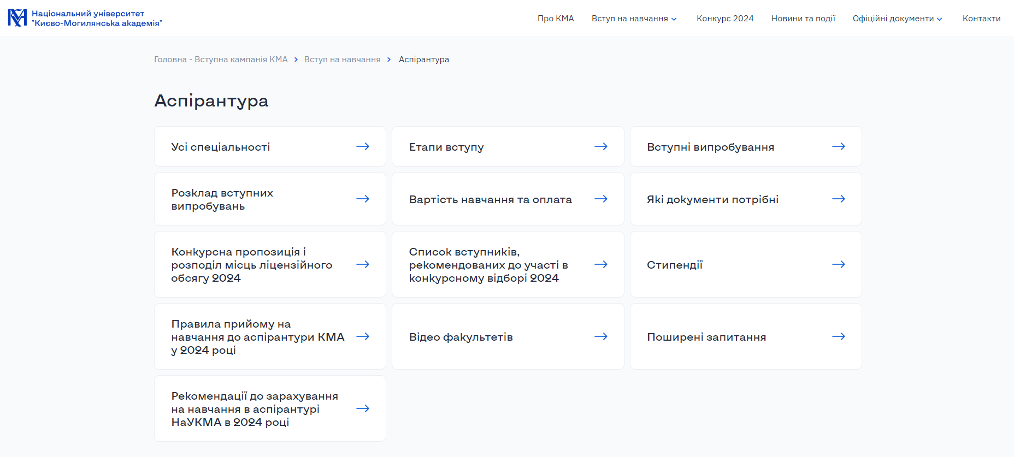 Національний університет
"Києво-Могилянська академія"
Про КМА
Вступ на навчання
Конкурс 2024
Новини та події
Офіційні документи
Контакти
Головна - Вступна кампанія КМА
Вступ на навчання
Аспірантура
Аспірантура
Усі спеціальності
Етапи вступу
Вступні випробування
Розклад вступних
випробувань
Вартість навчання та оплата
Які документи потрібні
Конкурсна пропозиція і
розподіл місць ліцензійного
обсягу 2024
Список вступників,
рекомендованих до участі в
конкурсному відборі 2024
Стипендії
Правила прийому на
навчання до аспірантури КМА
у 2024 році
Відео факультетів
Поширені запитання
Рекомендації до зарахування
на навчання в аспірантурі
НаУКМА в 2024 році